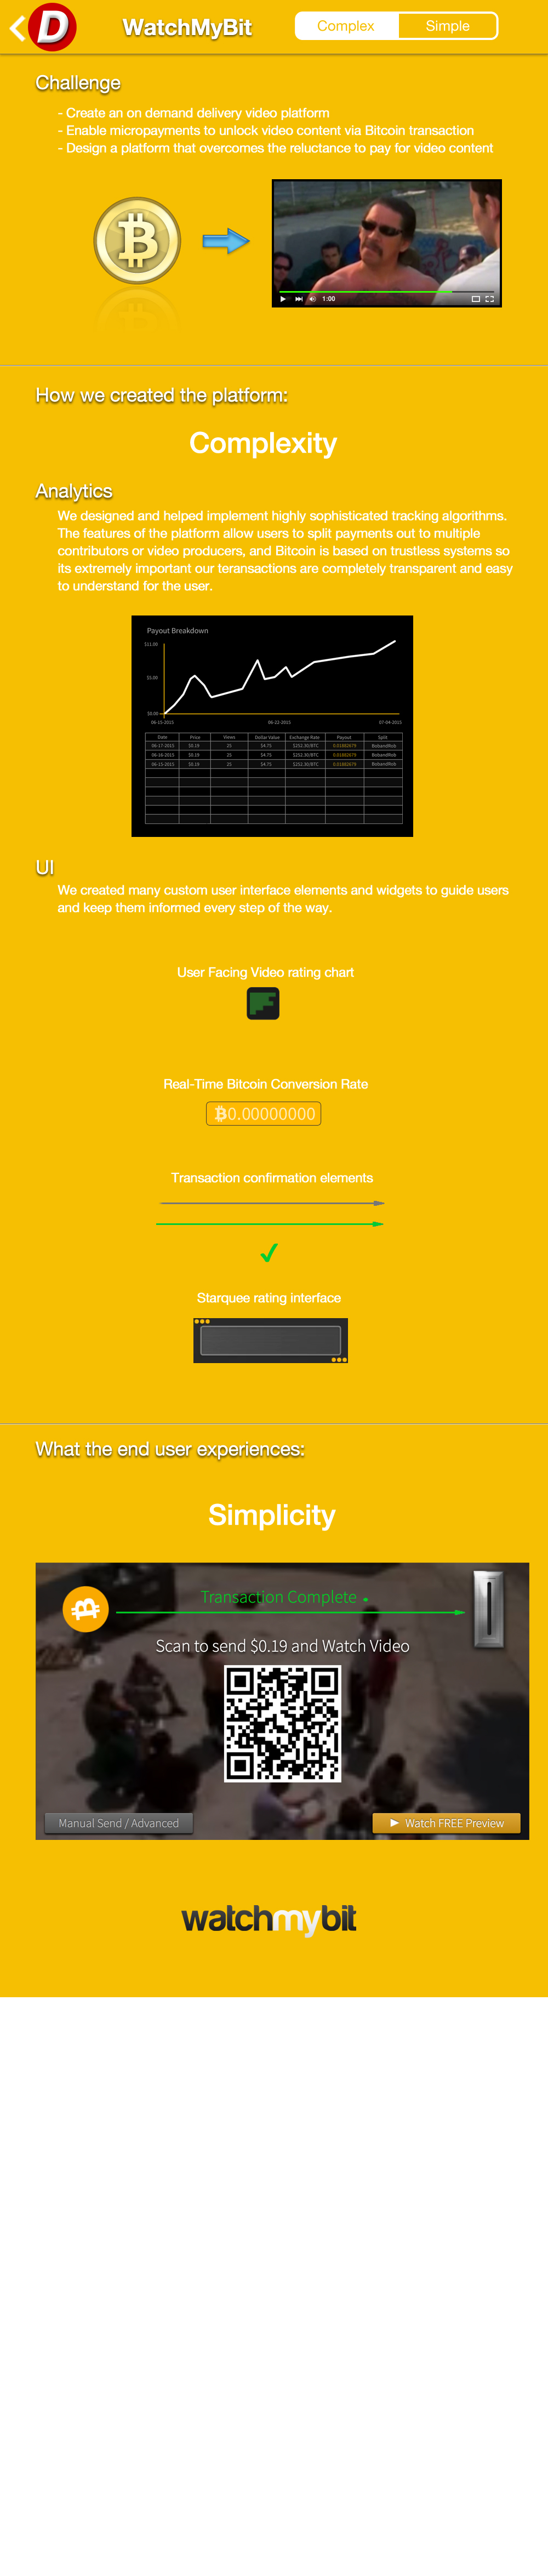 D
WatchMyBit
Complex
Simple
Challenge
- Create an on demand delivery video platform
- Enable micropayments to unlock video content via Bitcoin transaction
- Design a platform that overcomes the reluctance to pay for video content
1:00
How we created the platform:
Complexity
Analytics
We designed and helped implement highly sophisticated tracking algorithms.
The features of the platform allow users to split payments out to multiple
contributors or video producers, and Bitcoin is based on trustless systems so
its extremely important our teransactions are completely transparent and easy
to understand for the user.
Payout Breakdown
$11.00
$5.00
$0.00
06-15-2015 06-22-2015 07-04-2015
Date Price Views Dollar Value Exchange Rate Payout Split
06-17-2015 $0.19 25 $4.75 $252.30/BTC 0.01882679 BobandRob
06-16-2015 $0.19 25 $4.75 $252.30/BTC 0.01882679 BobandRob
06-15-2015 $0.19 25 $4.75 $252.30/BTC 0.01882679 BobandRob
UI
We created many custom user interface elements and widgets to guide users
and keep them informed every step of the way.
User Facing Video rating chart
Real-Time Bitcoin Conversion Rate
₿0.00000000
Transaction confirmation elements
Starquee rating interface
What the end user experiences:
Simplicity
Transaction Complete
Scan to send $0.19 and Watch Video
Manual Send / Advanced
Watch FREE Preview
watchmybit